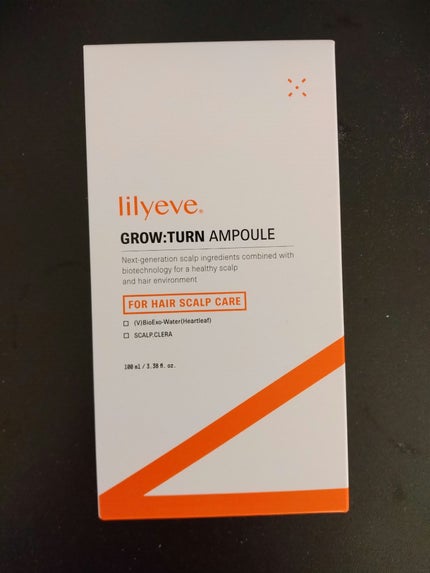 lilyeve®
GROW:TURN AMPOULE
Next-generation scalp ingredients combined with
biotechnology for a healthy scalp
and hair environment
FOR HAIR SCALP CARE
(V)BioExo-Water(Heartleaf)
SCALP.CLERA
100 ml / 3.38 fl. oz.